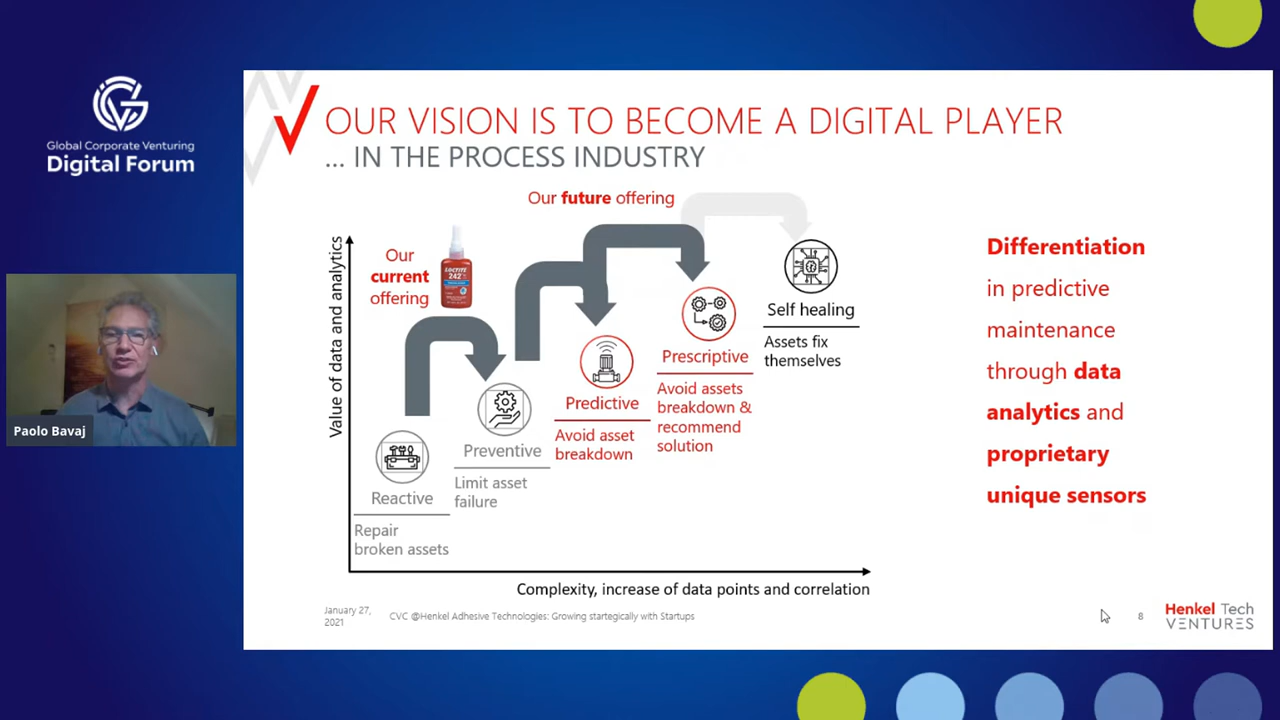 Global Corporate Venturing
Digital Forum
Paolo Bavaj
OUR VISION IS TO BECOME A DIGITAL PLAYER
... IN THE PROCESS INDUSTRY
Our future offering
Our
current
offering
LOCTITE
242
Value of data and analytics
Reactive
Repair
broken assets
Preventive
Limit asset
failure
Predictive
Avoid asset
breakdown
Prescriptive
Avoid assets
breakdown &
recommend
solution
Self healing
Assets fix
themselves
Complexity, increase of data points and correlation
Differentiation
in predictive
maintenance
through data
analytics and
proprietary
unique sensors
January 27,
2021
CVC @Henkel Adhesive Technologies: Growing startegically with Startups
8
Henkel Tech
VENTURES